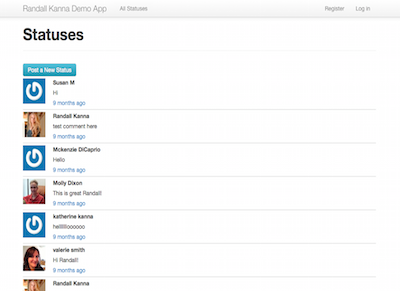 Randall Kanna Demo App All Statuses Register Log in
Statuses
Post a New Status
Susan M
Hi
9 months ago
Randall Kanna
test comment here
9 months ago
Mckenzie DiCaprio
Hello
9 months ago
Molly Dixon
This is great Randall!
9 months ago
katherine kanna
9 months ago
valerie smith
Hi Randall!
9 months ago
Randall Kanna